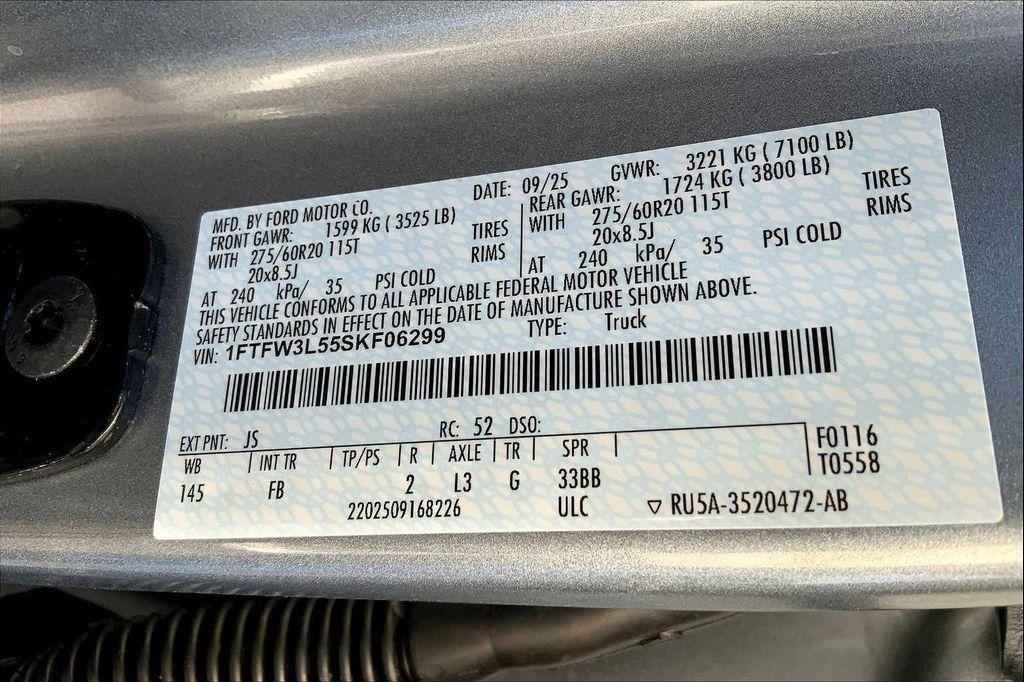 MFD. BY FORD MOTOR CO. DATE: 09/25 GVWR: 3221 KG ( 7100 LB)
FRONT GAWR: 1599 KG ( 3525 LB)
WITH 275/60R20 115T TIRES
20x8.5J RIMS
AT 240 kPa/ 35 PSI COLD
REAR GAWR: 1724 KG ( 3800 LB)
WITH 275/60R20 115T TIRES
20x8.5J RIMS
AT 240 kPa/ 35 PSI COLD
THIS VEHICLE CONFORMS TO ALL APPLICABLE FEDERAL MOTOR VEHICLE
SAFETY STANDARDS IN EFFECT ON THE DATE OF MANUFACTURE SHOWN ABOVE.
VIN: 1FTFW3L55SKF06299 TYPE: Truck
EXT PNT: JS RC: 52 DSO:
WB INT TR TP/PS R AXLE TR SPR F0116
T0558
145 FB 2 L3 G 33BB
2202509168226 ULC ▽ RU5A-3520472-AB